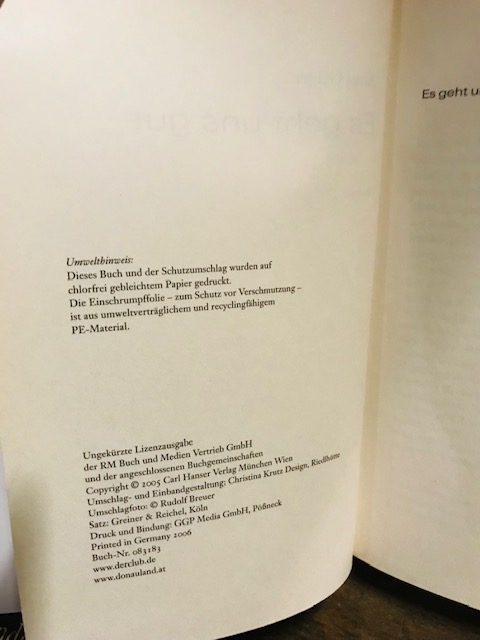 Umwelthinweis:
Dieses Buch und der Schutzumschlag wurden auf
chlorfrei gebleichtem Papier gedruckt.
Die Einschrumpffolie – zum Schutz vor Verschmutzung –
ist aus umweltverträglichem und recyclingfähigem
PE-Material.
Ungekürzte Lizenzausgabe
der RM Buch und Medien Vertrieb GmbH
und der angeschlossenen Buchgemeinschaften
Copyright © 2005 Carl Hanser Verlag München Wien
Umschlag- und Einbandgestaltung: Christina Krutz Design, Riedlhütte
Umschlagfoto: © Rudolf Breuer
Satz: Greiner & Reichel, Köln
Druck und Bindung: GGP Media GmbH, Pößneck
Printed in Germany 2006
Buch-Nr. 083183
www.derclub.de
www.donauland.at
Es geht